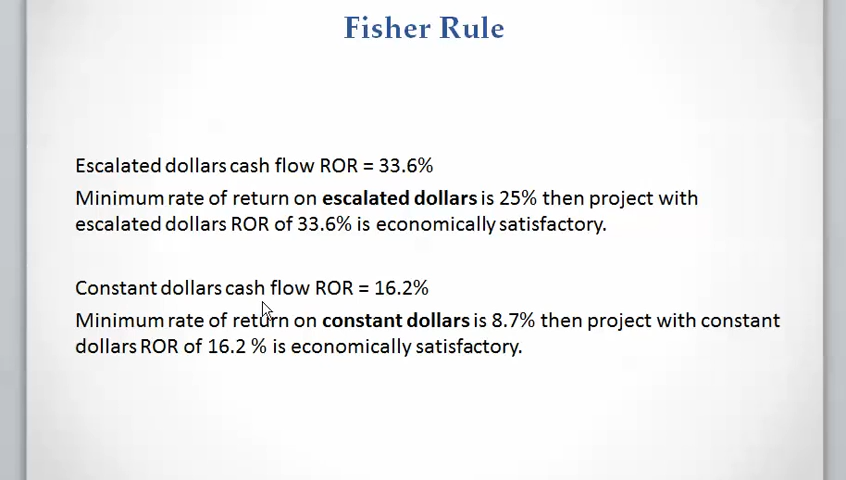 Fisher Rule
Escalated dollars cash flow ROR = 33.6%
Minimum rate of return on escalated dollars is 25% then project with
escalated dollars ROR of 33.6% is economically satisfactory.
Constant dollars cash flow ROR = 16.2%
Minimum rate of return on constant dollars is 8.7% then project with constant
dollars ROR of 16.2 % is economically satisfactory.